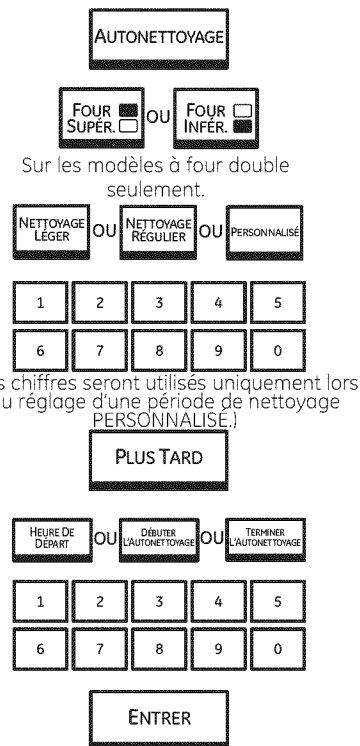 AUTONETTOYAGE
FOUR SUPÉR. OU FOUR INFÉR.
Sur les modèles à four double
seulement.
NETTOYAGE LÉGER OU NETTOYAGE RÉGULIER OU PERSONNALISÉ
1 2 3 4 5
6 7 8 9 0
s chiffres seront utilisés uniquement lors
u réglage d'une période de nettoyage
PERSONNALISÉ.)
PLUS TARD
HEURE DE DÉPART OU DÉBUTER L'AUTONETTOYAGE OU TERMINER L'AUTONETTOYAGE
1 2 3 4 5
6 7 8 9 0
ENTRER